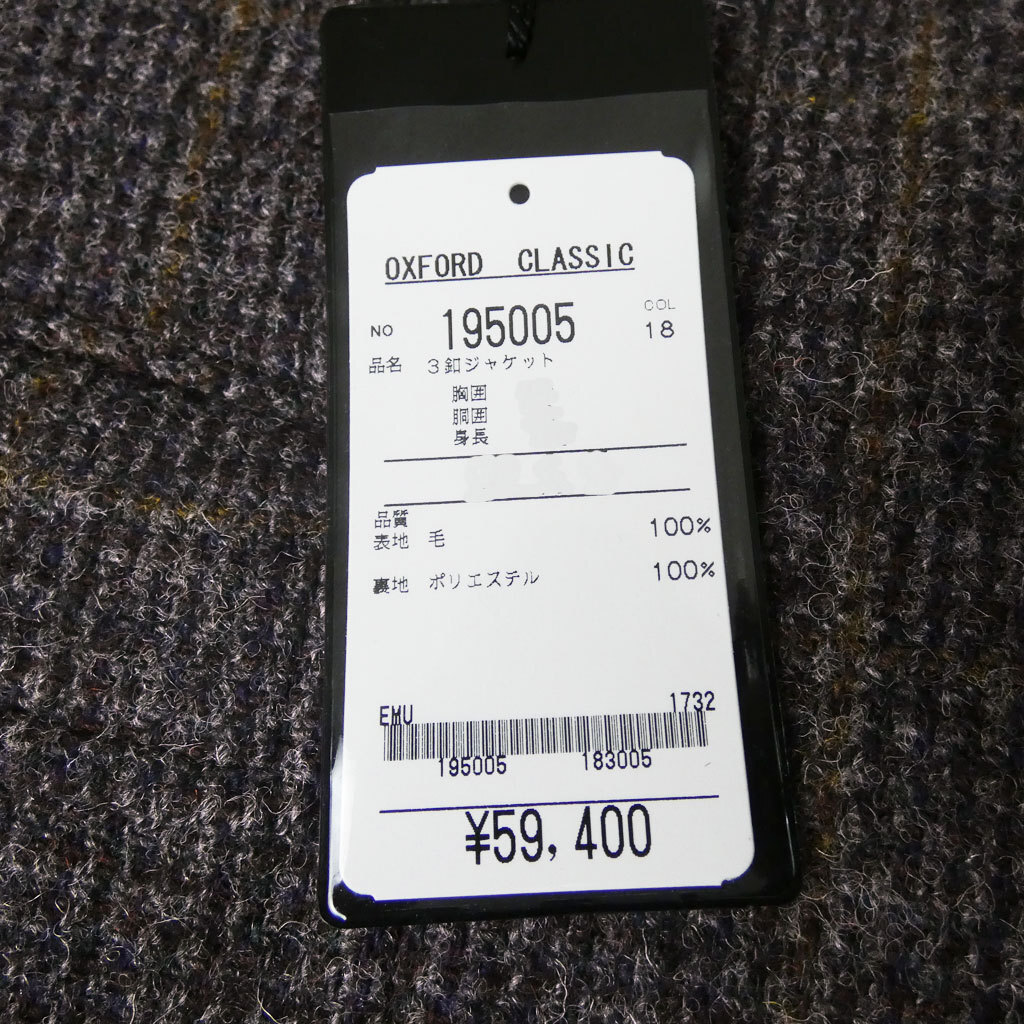 OXFORD CLASSIC
NO 195005 COL 18
品名 3釦ジャケット
胸囲
胴囲
身長
品質
表地 毛 100%
裏地 ポリエステル 100%
EMU 1732
195005 183005
¥59,400